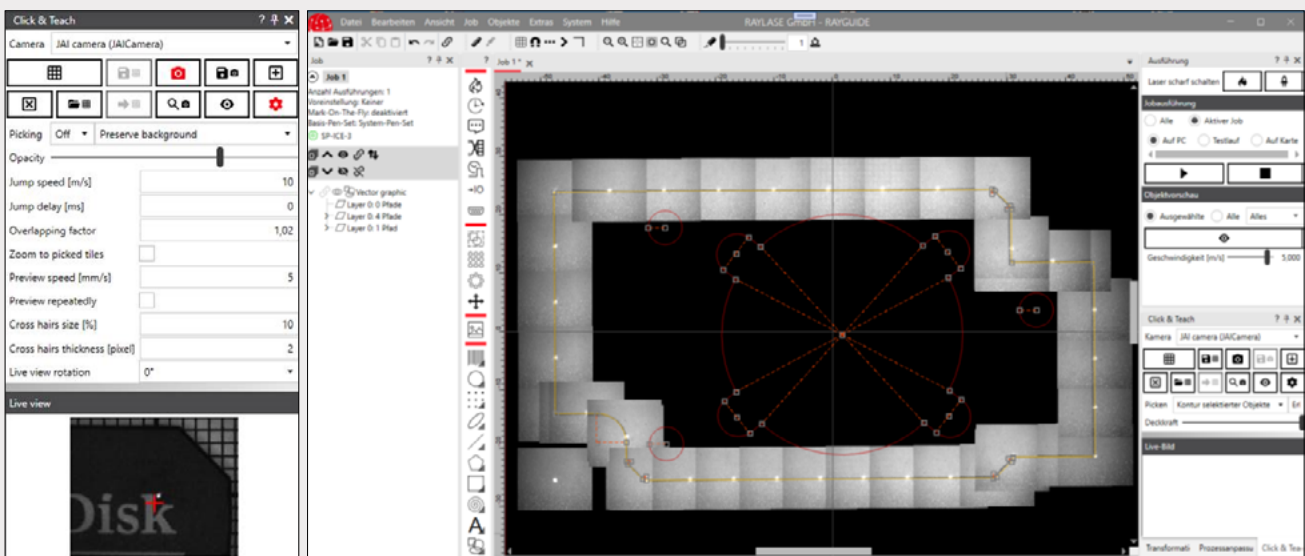 Click & Teach
Camera JAI camera (JAICamera)
Picking Off Preserve background
Opacity
Jump speed [m/s] 10
Jump delay [ms] 0
Overlapping factor 1,02
Zoom to picked tiles
Preview speed [mm/s] 5
Preview repeatedly
Cross hairs size [%] 10
Cross hairs thickness [pixel] 2
Live view rotation 0°
Live view
Disk
Datei Bearbeiten Ansicht Job Objekte Extras System Hilfe
RAYLASE GmbH - RAYGUIDE
1
Job
Job 1
Anzahl Ausführungen: 1
Voreinstellung: Keiner
Mark-On-The-Fly: deaktiviert
Basis-Pen-Set: System-Pen-Set
SP-ICE-3
Vector graphic
Layer 0: 0 Pfade
Layer 0: 4 Pfade
Layer 0: 1 Pfad
Job 1*
Ausführung
Laser scharf schalten
Jobausführung
Alle Aktiver Job
Auf PC Testlauf Auf Karte
Objektvorschau
Ausgewählte Alle Alles
Geschwindigkeit [m/s] 5,000
Click & Teach
Kamera JAI camera (JAICamera)
Picken Kontur selektierter Objekte
Deckkraft
Live-Bild
Transformati Prozessanpassu Click & Tea